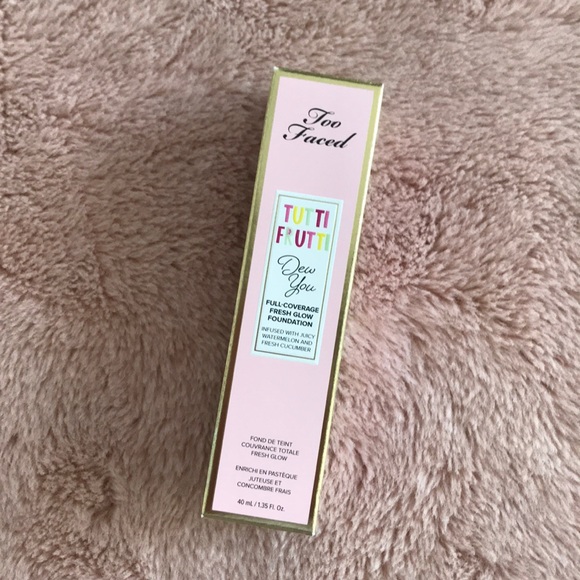 Too
Faced
TUTTI
FRUTTI
Dew
You
FULL-COVERAGE
FRESH GLOW
FOUNDATION
INFUSED WITH JUICY
WATERMELON AND
FRESH CUCUMBER
FOND DE TEINT
COUVRANCE TOTALE
FRESH GLOW
ENRICHI EN PASTÈQUE
JUTEUSE ET
CONCOMBRE FRAIS
40 mL / 1.35 Fl. Oz.